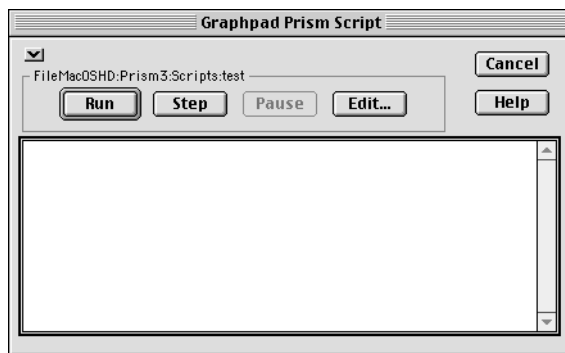 Graphpad Prism Script
FileMacOSHD:Prism3:Scripts:test
Run Step Pause Edit...
Cancel
Help